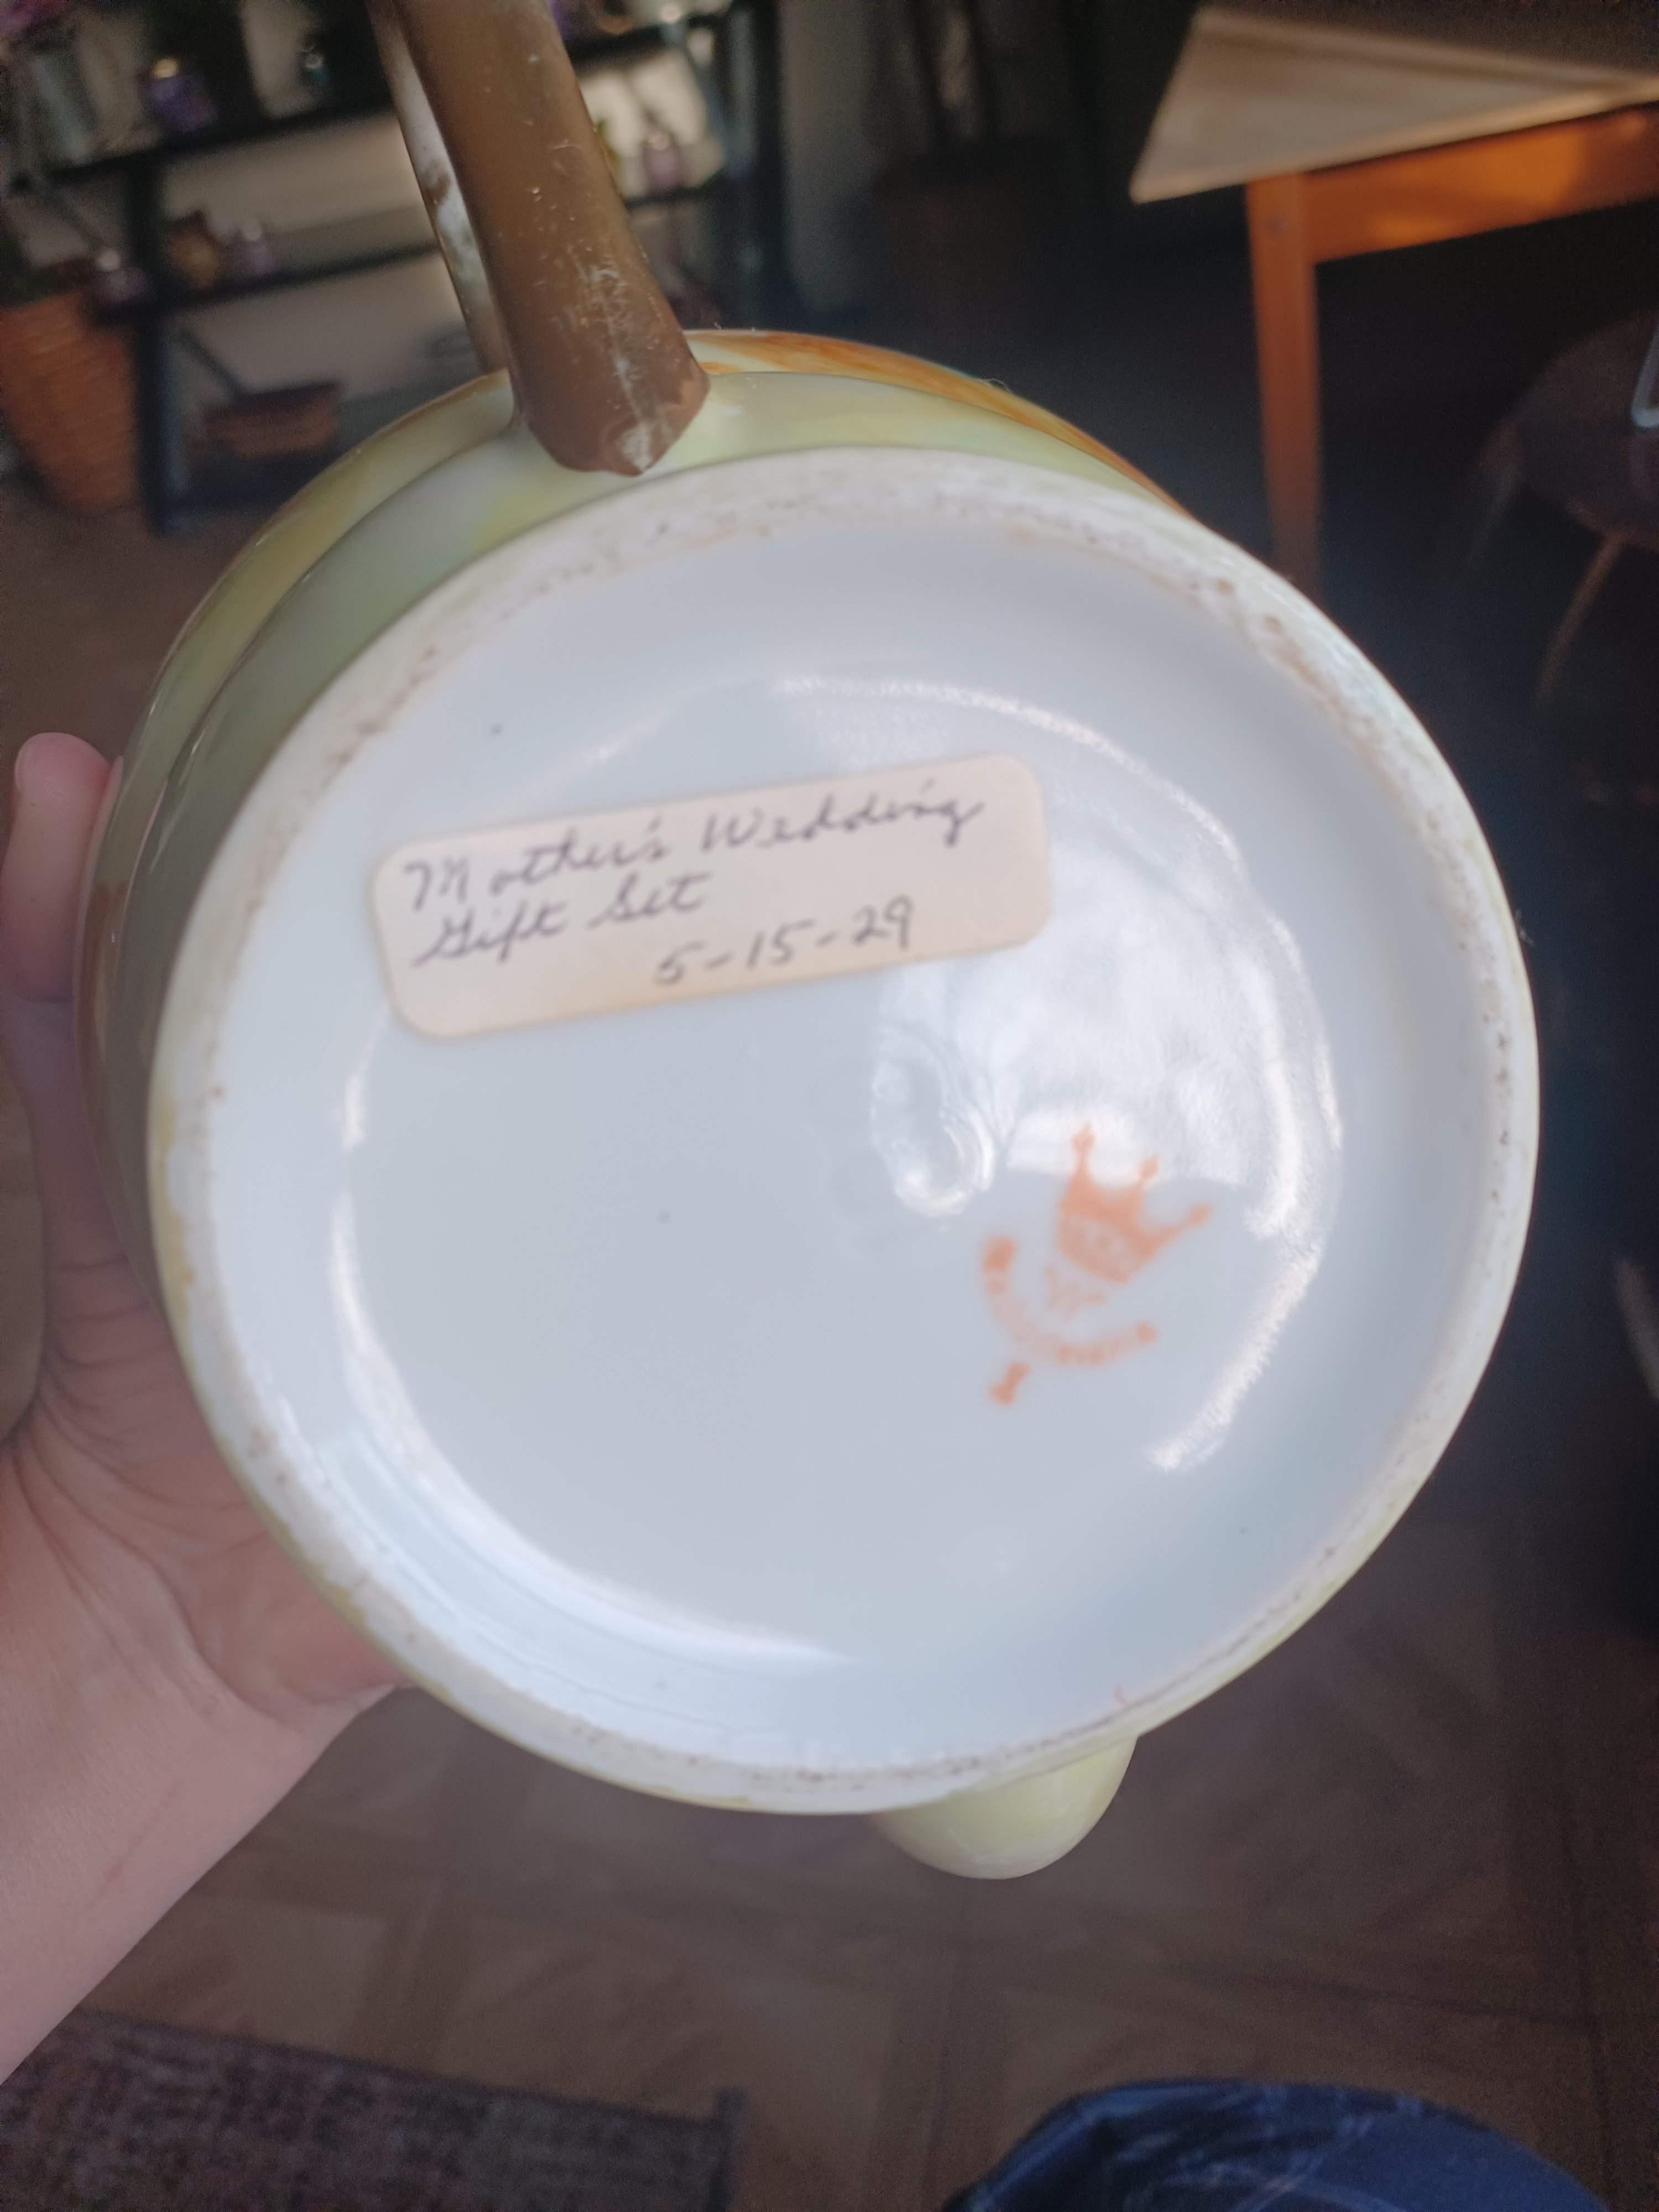 Mother's Wedding
Gift Set
5-15-29